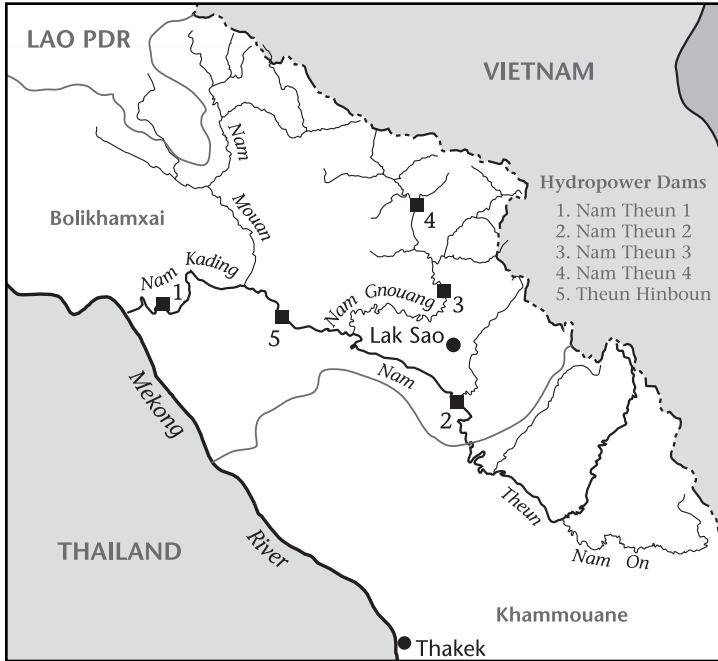 LAO PDR
VIETNAM
Hydropower Dams
1. Nam Theun 1
2. Nam Theun 2
3. Nam Theun 3
4. Nam Theun 4
5. Theun Hinboun
Nam
Mouan
Bolikhamxai
4
Nam Kading
1
Nam Gnouang
3
5
Lak Sao
Nam
2
Mekong
Theun
Nam On
THAILAND
River
Khammouane
Thakek